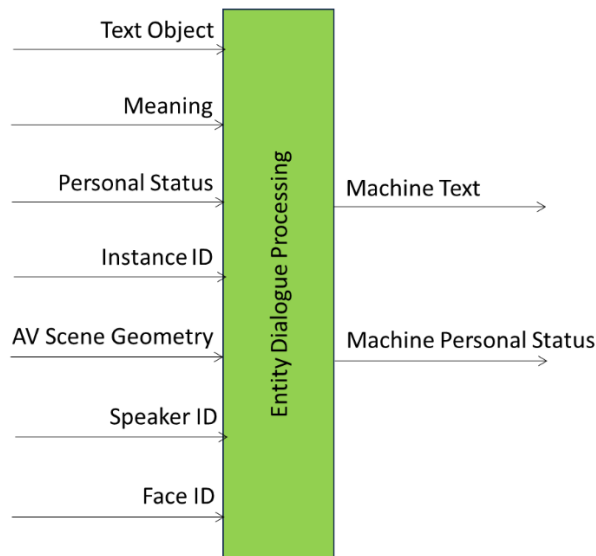 Text Object
Meaning
Personal Status
Instance ID
AV Scene Geometry
Speaker ID
Face ID
Entity Dialogue Processing
Machine Text
Machine Personal Status